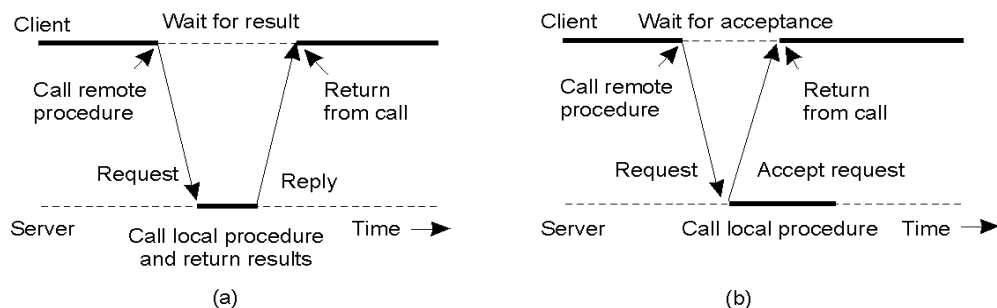 Client
Wait for result
Call remote
procedure
Return
from call
Request
Reply
Server
Call local procedure
and return results
Time
(a)
Client
Wait for acceptance
Call remote
procedure
Return
from call
Request
Accept request
Server
Call local procedure
Time
(b)